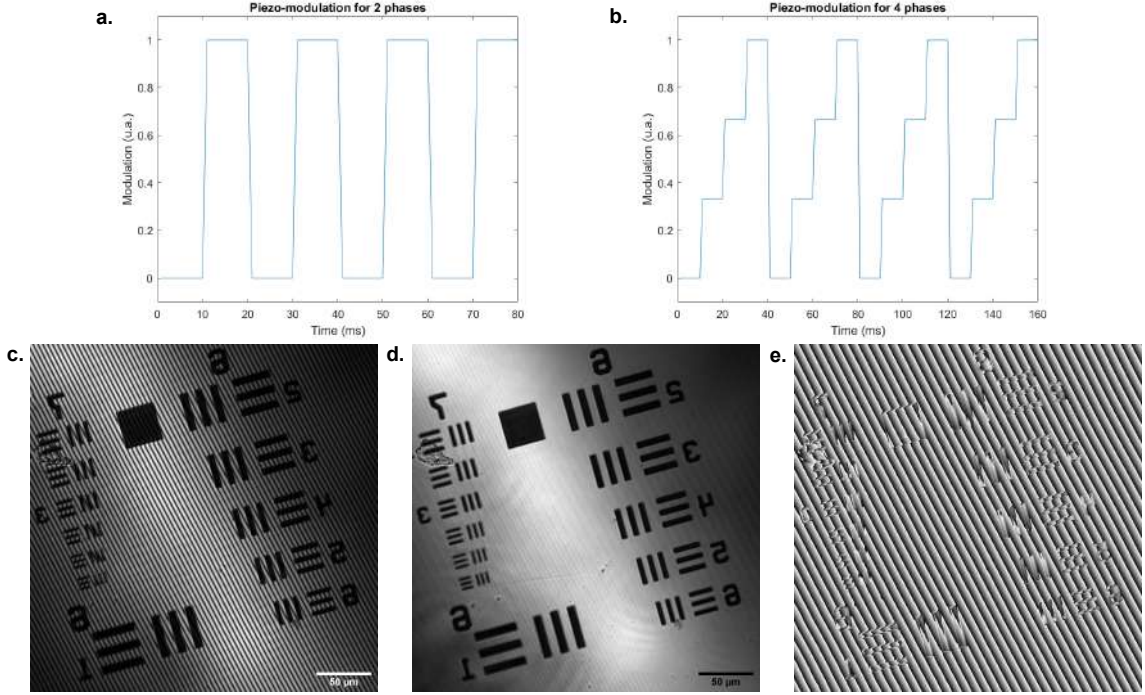 a.
Piezo-modulation for 2 phases
Modulation (u.a.)
1
0.8
0.6
0.4
0.2
0
0 10 20 30 40 50 60 70 80
Time (ms)
b.
Piezo-modulation for 4 phases
Modulation (u.a.)
1
0.8
0.6
0.4
0.2
0
0 20 40 60 80 100 120 140 160
Time (ms)
c.
50 µm
d.
50 µm
e.